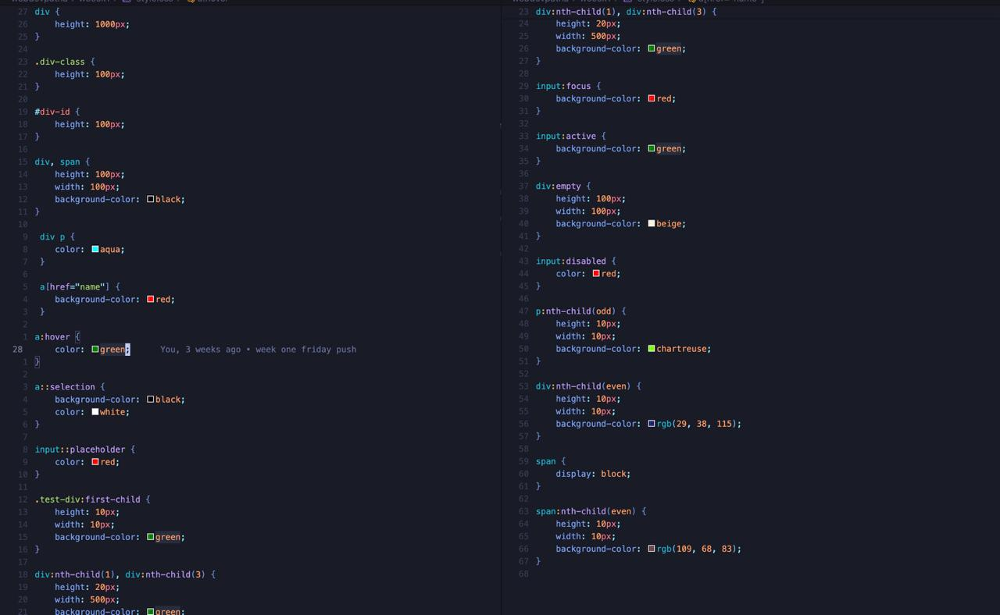 27 div {
26     height: 1000px;
25 }
24
23 .div-class {
22     height: 100px;
21 }
20
19 #div-id {
18     height: 100px;
17 }
16
15 div, span {
14     height: 100px;
13     width: 100px;
12     background-color: black;
11 }
10
9  div p {
8     color: aqua;
7  }
6
5  a[href="name"] {
4     background-color: red;
3  }
2
1 a:hover {
28     color: green;     You, 3 weeks ago • week one friday push
1 }
2
3 a::selection {
4     background-color: black;
5     color: white;
6 }
7
8 input::placeholder {
9     color: red;
10 }
11
12 .test-div:first-child {
13     height: 10px;
14     width: 10px;
15     background-color: green;
16 }
17
18 div:nth-child(1), div:nth-child(3) {
19     height: 20px;
20     width: 500px;
21     background-color: green;
23 div:nth-child(1), div:nth-child(3) {
24     height: 20px;
25     width: 500px;
26     background-color: green;
27 }
28
29 input:focus {
30     background-color: red;
31 }
32
33 input:active {
34     background-color: green;
35 }
36
37 div:empty {
38     height: 100px;
39     width: 100px;
40     background-color: beige;
41 }
42
43 input:disabled {
44     color: red;
45 }
46
47 p:nth-child(odd) {
48     height: 10px;
49     width: 10px;
50     background-color: chartreuse;
51 }
52
53 div:nth-child(even) {
54     height: 10px;
55     width: 10px;
56     background-color: rgb(29, 38, 115);
57 }
58
59 span {
60     display: block;
61 }
62
63 span:nth-child(even) {
64     height: 10px;
65     width: 10px;
66     background-color: rgb(109, 68, 83);
67 }
68